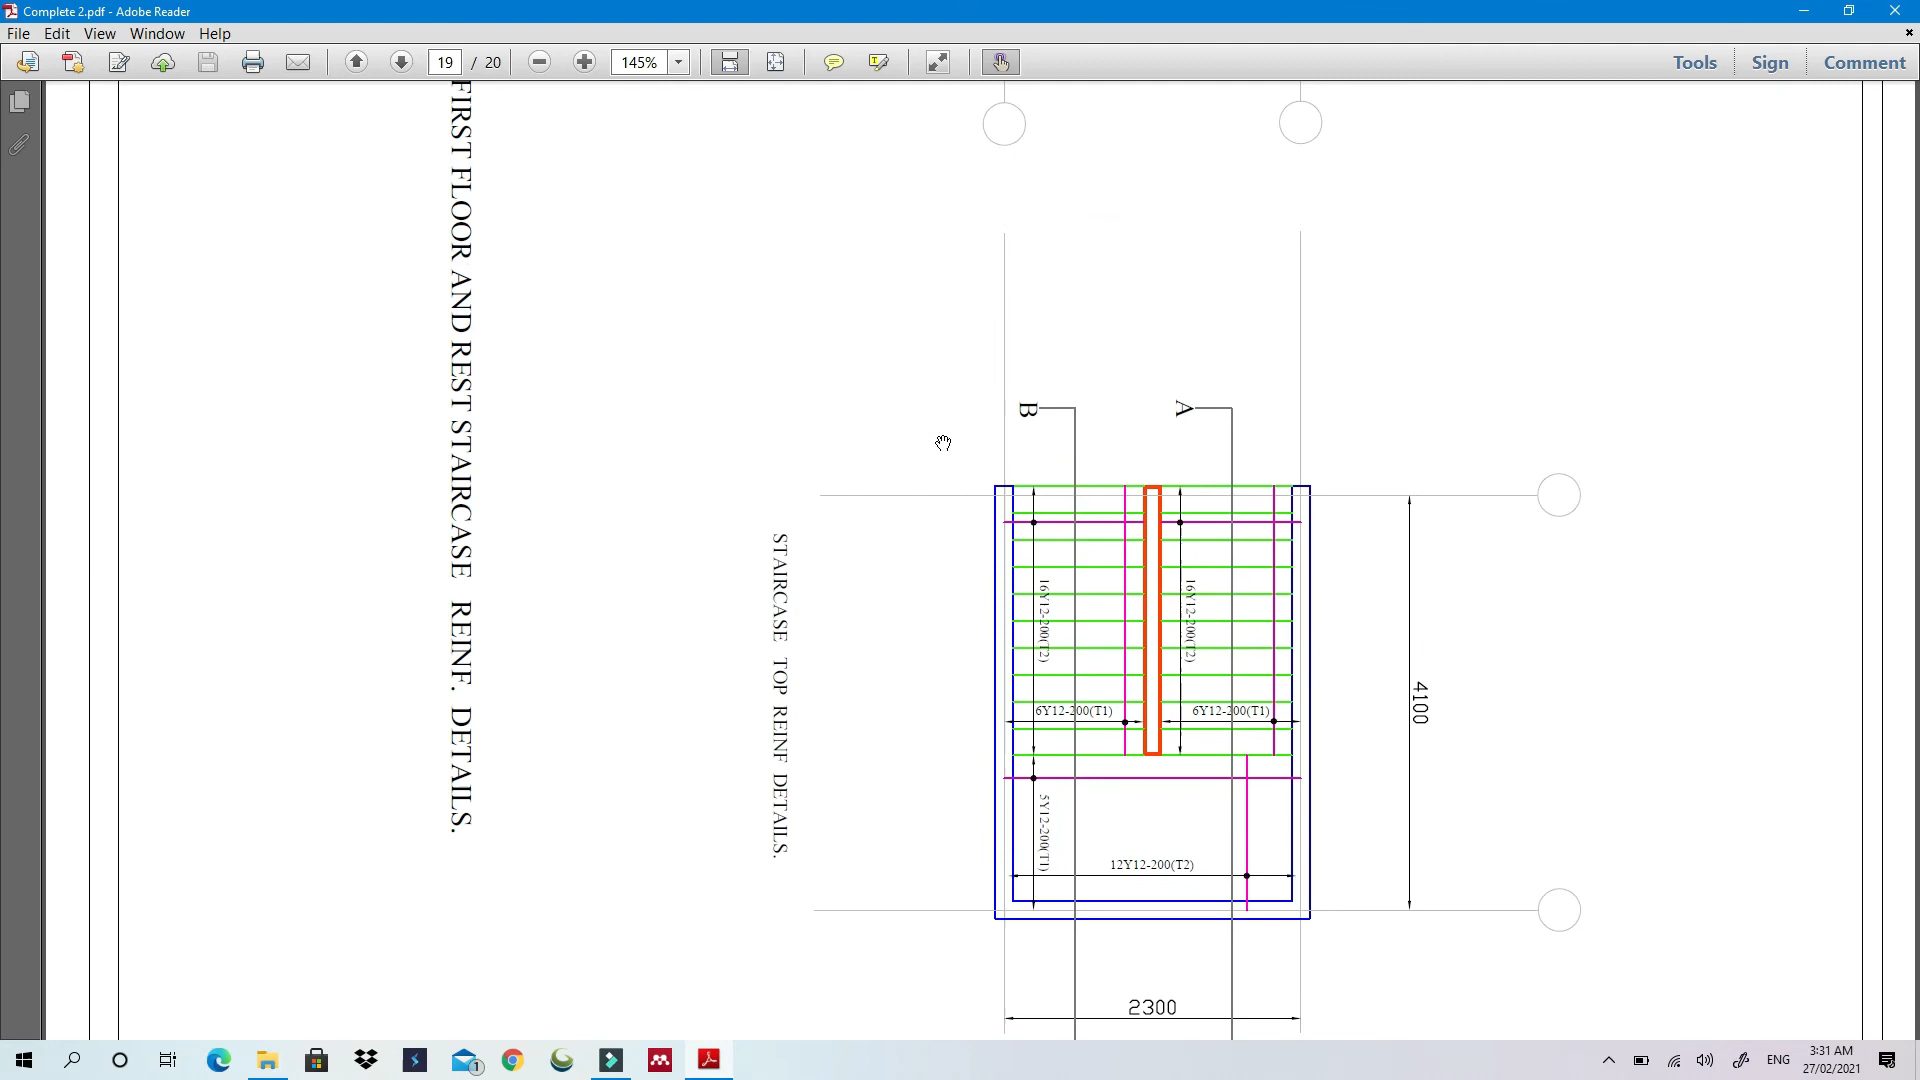 Complete 2.pdf - Adobe Reader
File Edit View Window Help
19 / 20 145% Tools Sign Comment
FIRST FLOOR AND REST STAIRCASE REINF. DETAILS.
STAIRCASE TOP REINF DETAILS.
B A
16Y12-200(T2) 16Y12-200(T2)
6Y12-200(T1) 6Y12-200(T1)
4100
5Y12-200(T1)
12Y12-200(T2)
2300
1
ENG
3:31 AM
27/02/2021